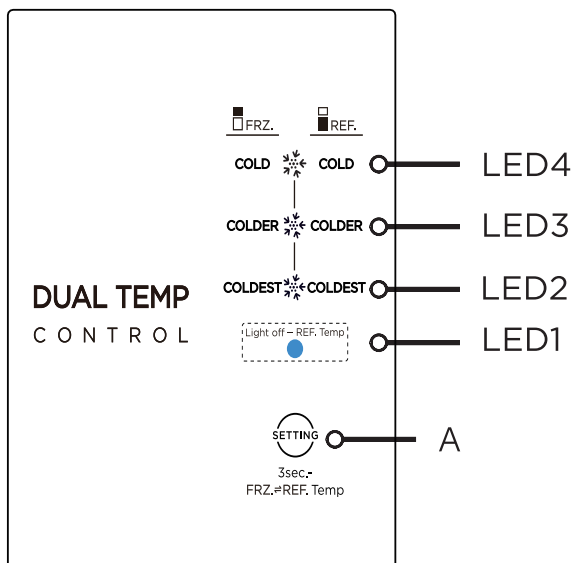 FRZ. REF.
COLD COLD LED4
COLDER COLDER LED3
COLDEST COLDEST LED2
DUAL TEMP
CONTROL
Light off – REF. Temp LED1
SETTING A
3sec.-
FRZ.⇌REF. Temp